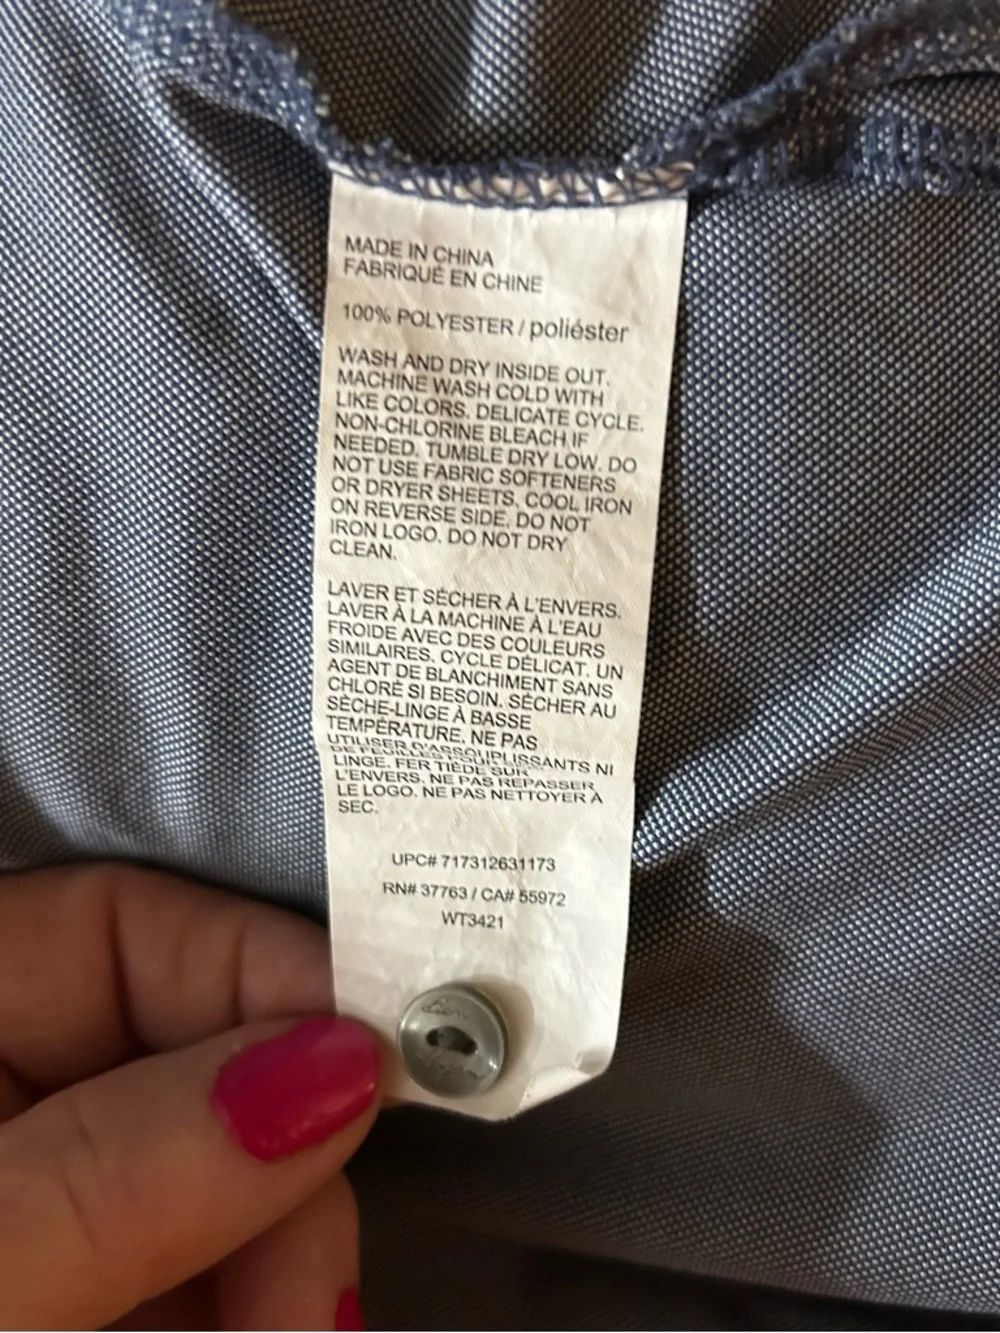 MADE IN CHINA
FABRIQUÉ EN CHINE
100% POLYESTER / poliéster
WASH AND DRY INSIDE OUT.
MACHINE WASH COLD WITH
LIKE COLORS. DELICATE CYCLE.
NON-CHLORINE BLEACH IF
NEEDED. TUMBLE DRY LOW. DO
NOT USE FABRIC SOFTENERS
OR DRYER SHEETS. COOL IRON
ON REVERSE SIDE. DO NOT
IRON LOGO. DO NOT DRY
CLEAN.
LAVER ET SÉCHER À L'ENVERS.
LAVER À LA MACHINE À L'EAU
FROIDE AVEC DES COULEURS
SIMILAIRES. CYCLE DÉLICAT. UN
AGENT DE BLANCHIMENT SANS
CHLORÉ SI BESOIN. SÉCHER AU
SÈCHE-LINGE À BASSE
TEMPÉRATURE. NE PAS
UTILISER D'ASSOUPLISSANTS NI
DE FEUILLES POUR
LINGE. FER TIÈDE SUR
L'ENVERS. NE PAS REPASSER
LE LOGO. NE PAS NETTOYER À
SEC.
UPC# 717312631173
RN# 37763 / CA# 55972
WT3421